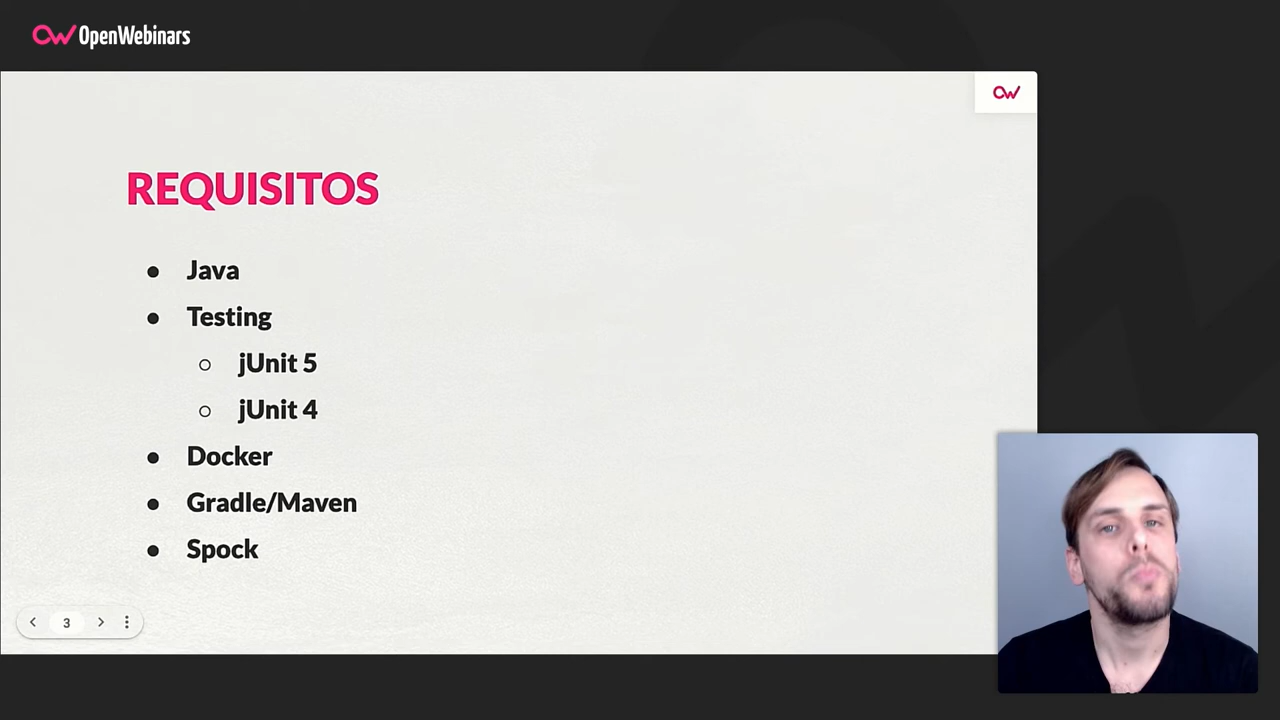 OpenWebinars
REQUISITOS
Java
Testing
jUnit 5
jUnit 4
Docker
Gradle/Maven
Spock
3